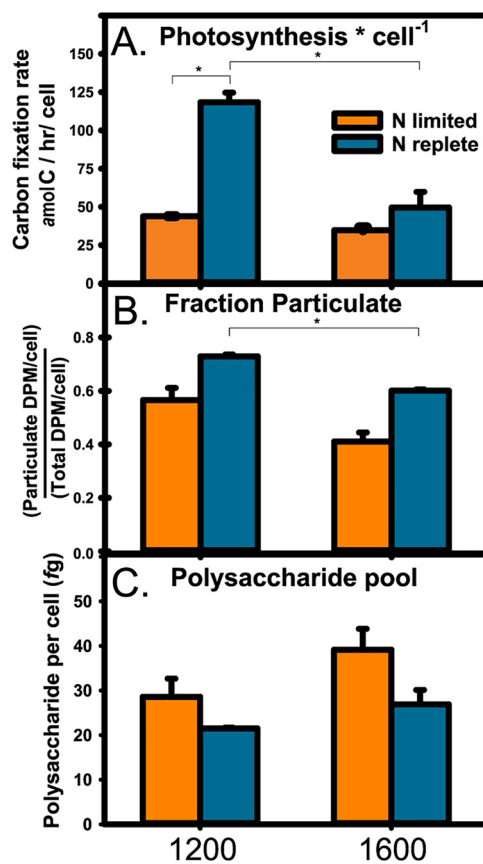 A. Photosynthesis * cell-1
150
125
100
75
50
25
0
Carbon fixation rate
amolC / hr/ cell
*
*
N limited
N replete
B. Fraction Particulate
0.8
0.6
0.4
0.2
0.0
(Particulate DPM/cell)
(Total DPM/cell)
*
C. Polysaccharide pool
50
40
30
20
10
0
Polysaccharide per cell (fg)
1200
1600